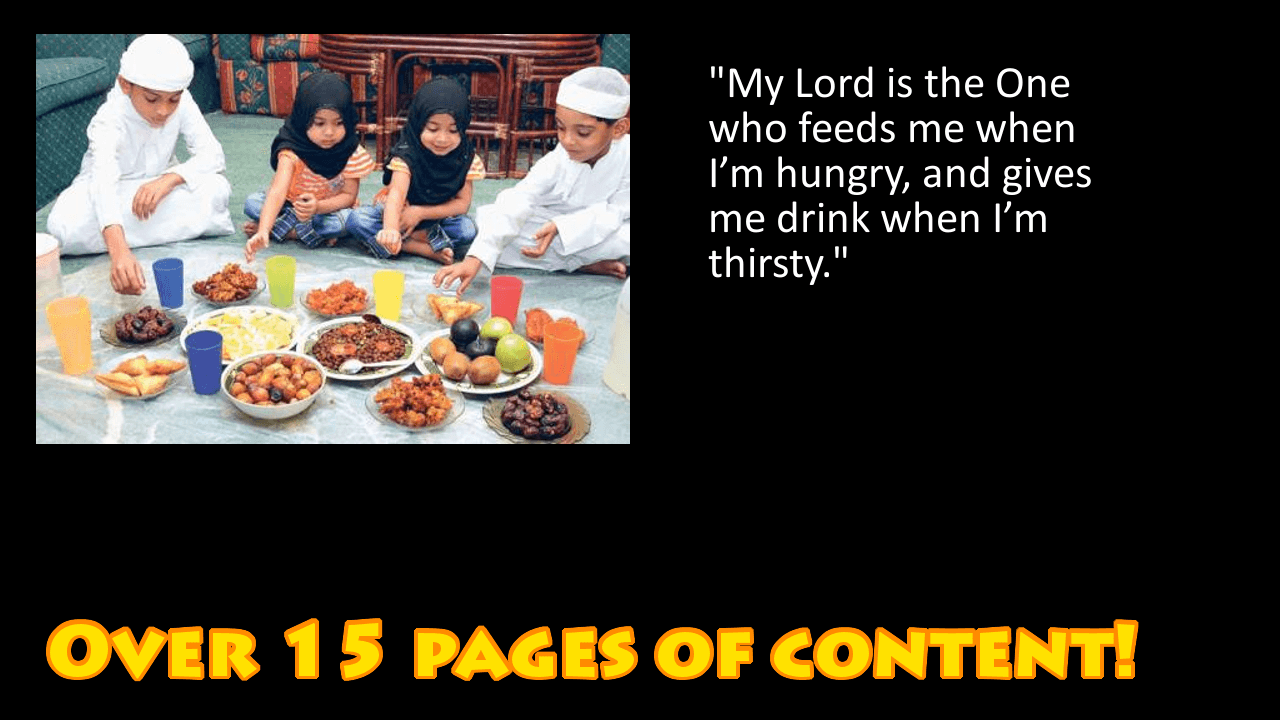 "My Lord is the One
who feeds me when
I’m hungry, and gives
me drink when I’m
thirsty."
Over 15 pages of content!